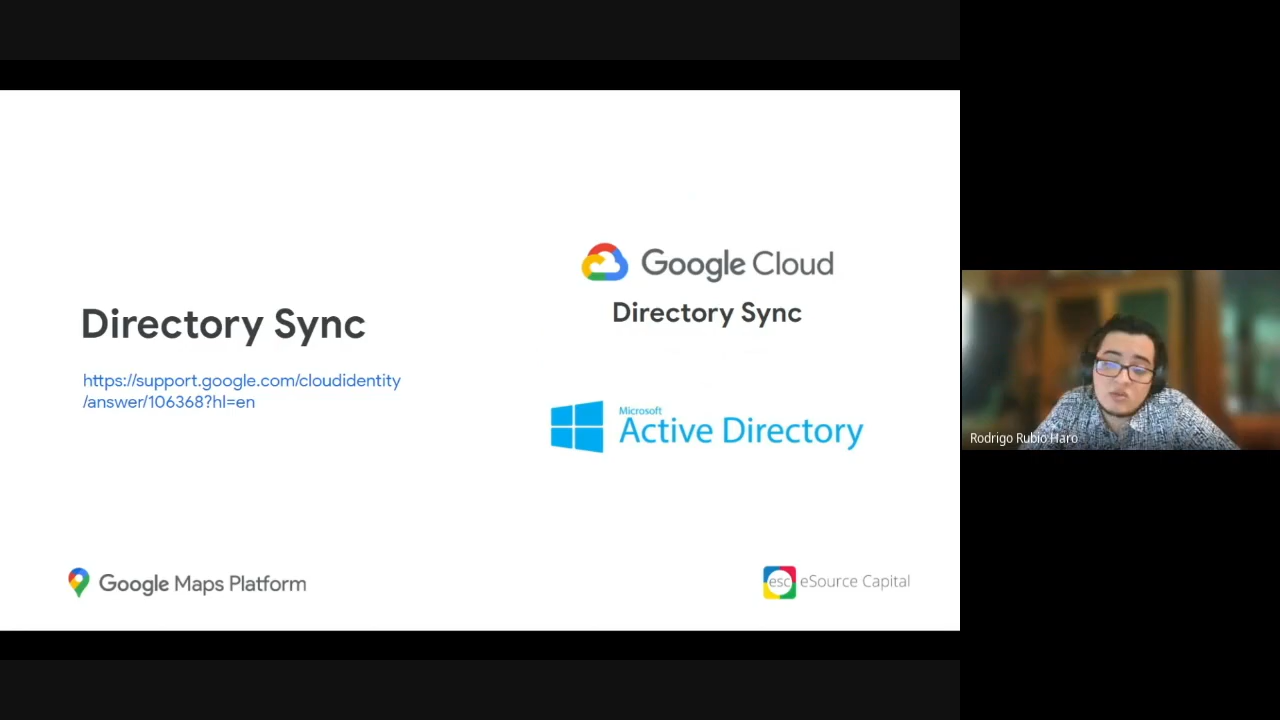 Google Cloud
Directory Sync
Directory Sync
https://support.google.com/cloudidentity
/answer/106368?hl=en
Microsoft
Active Directory
Rodrigo Rubio Haro
Google Maps Platform
esc eSource Capital